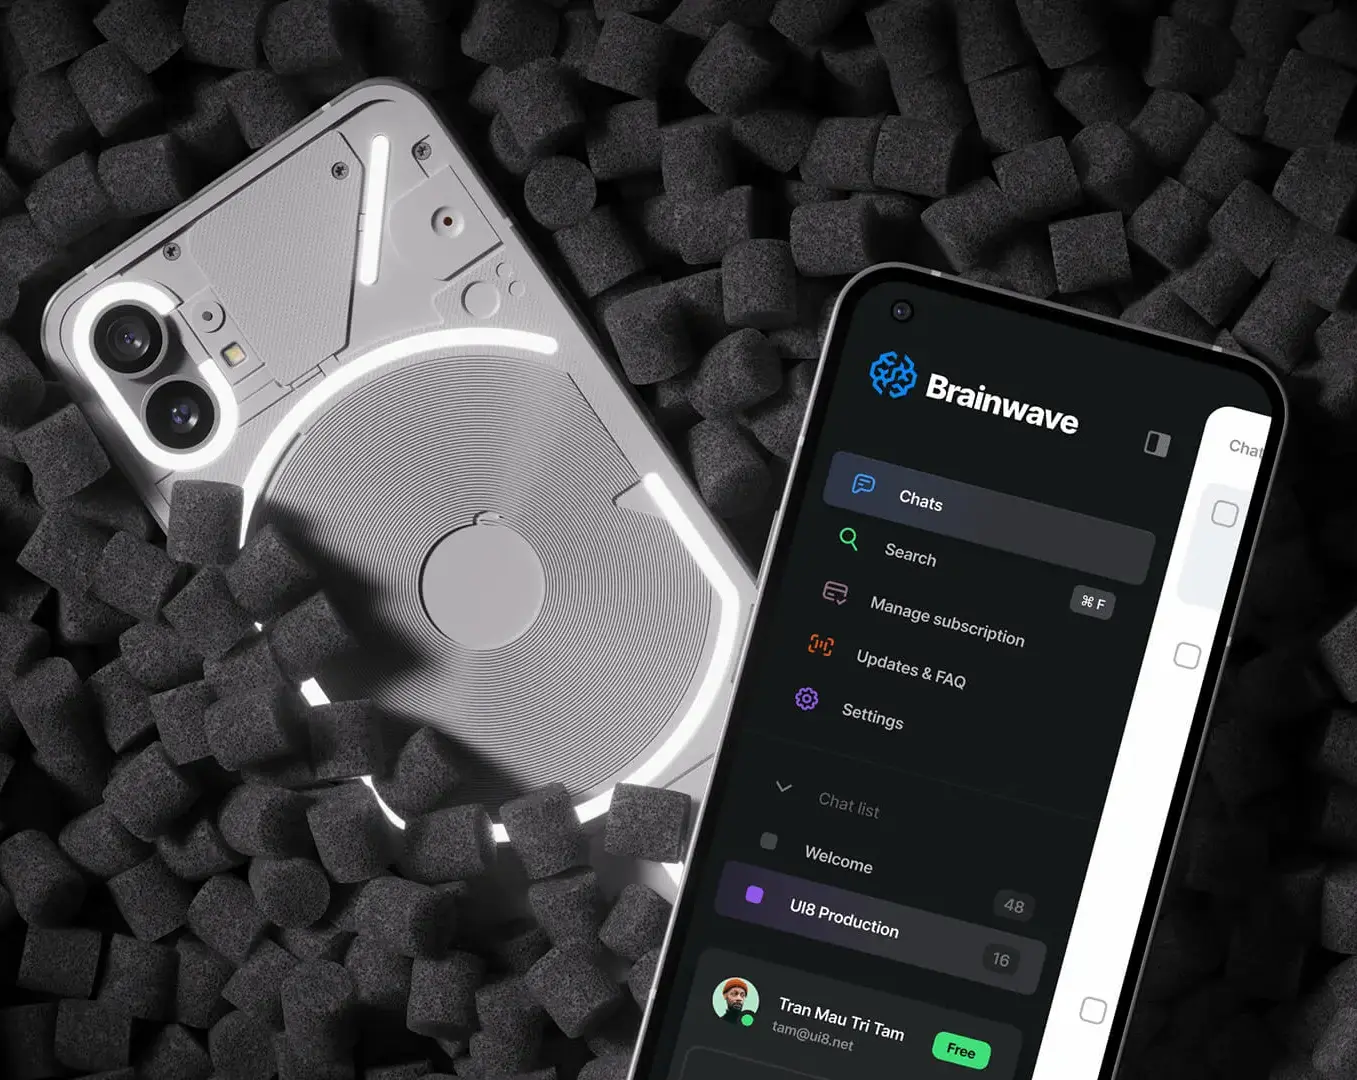 Brainwave
Chat
Chats
Search
⌘ F
Manage subscription
Updates & FAQ
Settings
Chat list
Welcome
48
UI8 Production
16
Tran Mau Tri Tam
tam@ui8.net
Free